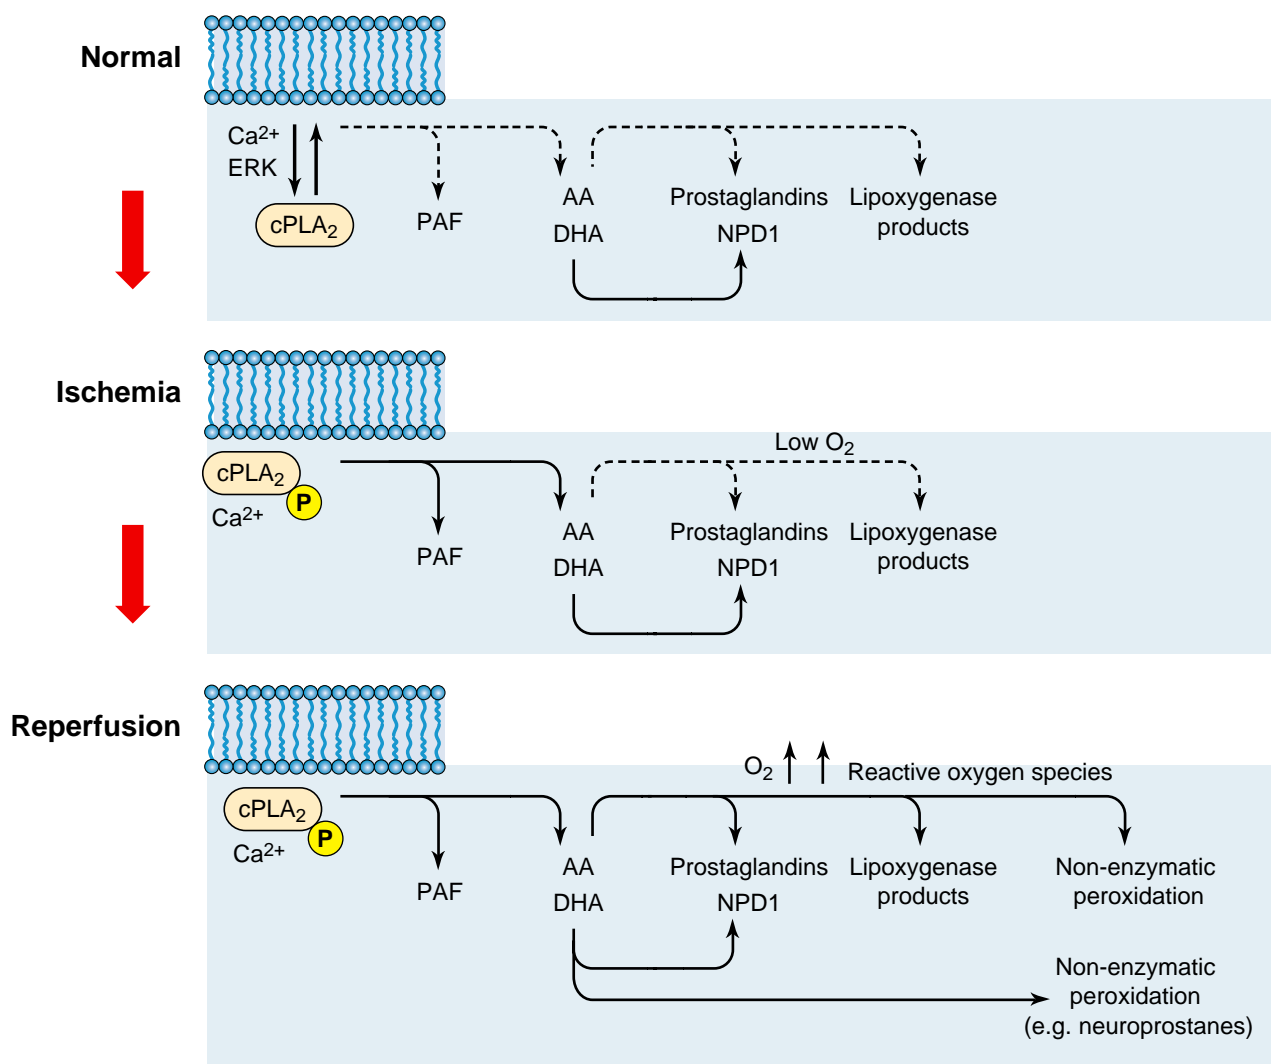 Normal
Ca2+
ERK
cPLA2
PAF
AA
DHA
Prostaglandins
NPD1
Lipoxygenase
products
Ischemia
cPLA2
P
Ca2+
PAF
Low O2
AA
DHA
Prostaglandins
NPD1
Lipoxygenase
products
Reperfusion
O2
Reactive oxygen species
cPLA2
P
Ca2+
PAF
AA
DHA
Prostaglandins
NPD1
Lipoxygenase
products
Non-enzymatic
peroxidation
Non-enzymatic
peroxidation
(e.g. neuroprostanes)